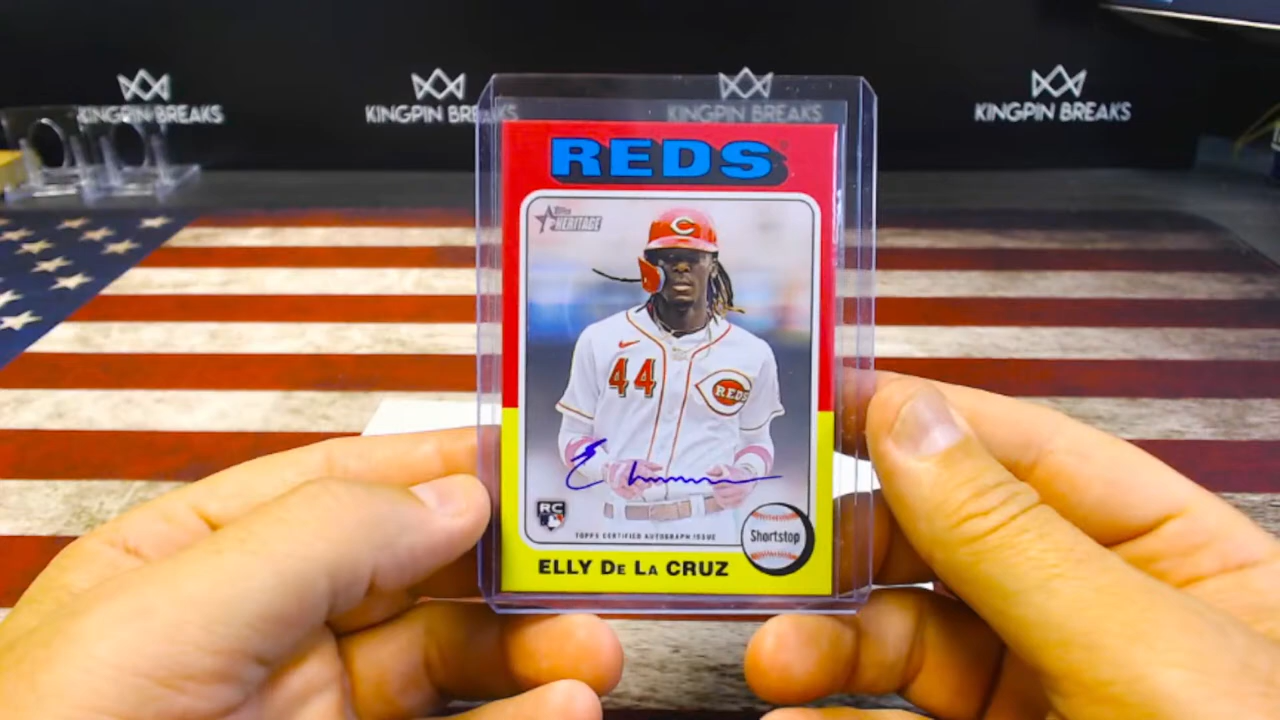 KINGPIN BREAKS
KINGPIN BREAKS
KINGPIN BREAKS
KINGPIN BREAKS
REDS
Topps
HERITAGE
C
44
REDS
RC
TOPPS CERTIFIED AUTOGRAPH ISSUE
Shortstop
ELLY DE LA CRUZ